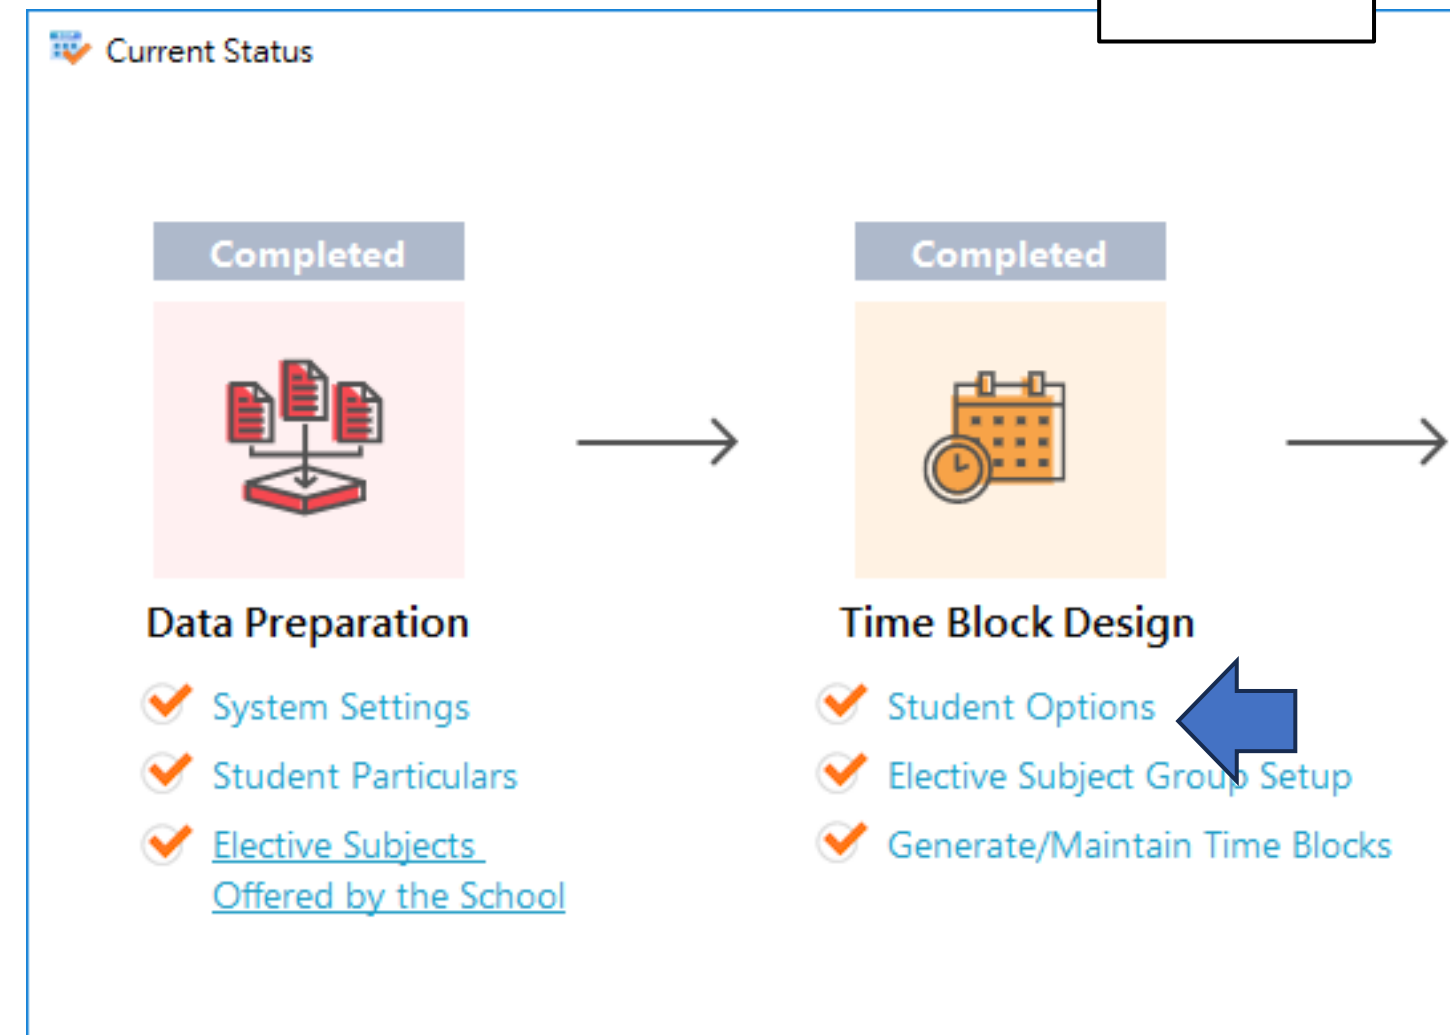 Current Status
Completed
Data Preparation
System Settings
Student Particulars
Elective Subjects
Offered by the School
Completed
Time Block Design
Student Options
Elective Subject Group Setup
Generate/Maintain Time Blocks